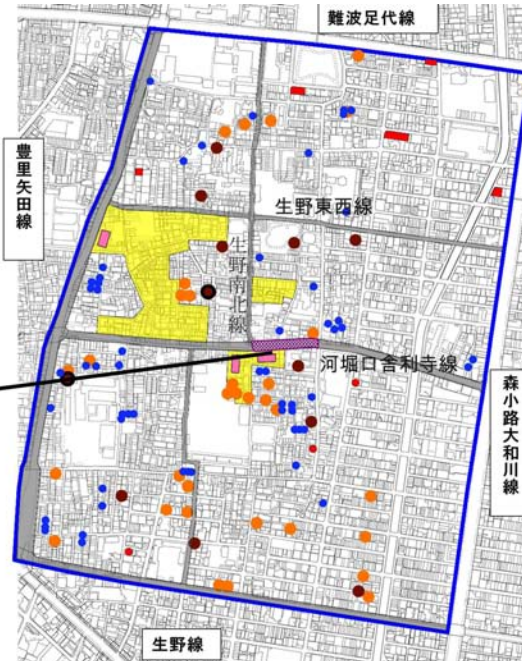 難波足代線
豊里矢田線
生野東西線
生野南北線
河堀口舎利寺線
森小路大和川線
生野線